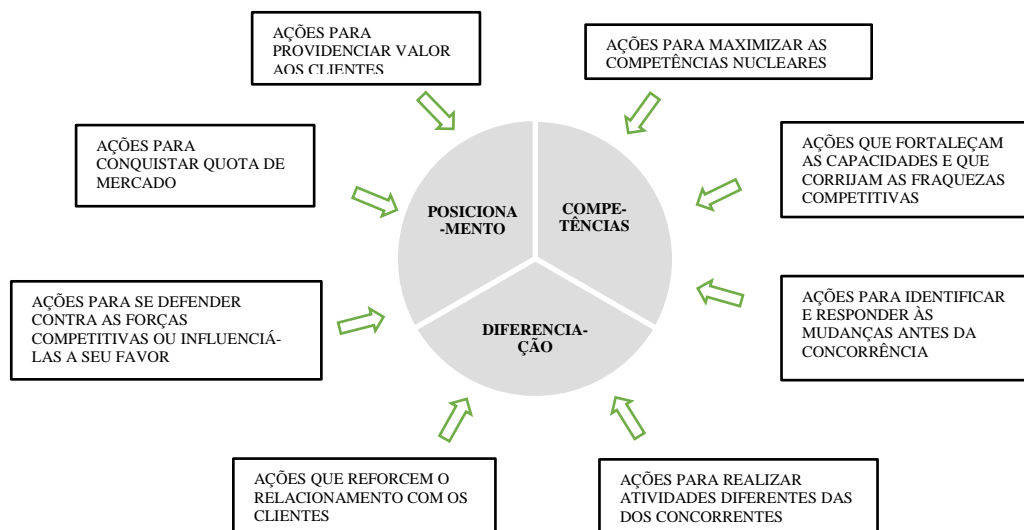 AÇÕES PARA
PROVIDENCIAR VALOR
AOS CLIENTES
AÇÕES PARA MAXIMIZAR AS
COMPETÊNCIAS NUCLEARES
AÇÕES PARA
CONQUISTAR QUOTA DE
MERCADO
AÇÕES QUE FORTALEÇAM
AS CAPACIDADES E QUE
CORRIJAM AS FRAQUEZAS
COMPETITIVAS
POSICIONA
-MENTO
COMPE-
TÊNCIAS
DIFERENCIA-
ÇÃO
AÇÕES PARA SE DEFENDER
CONTRA AS FORÇAS
COMPETITIVAS OU INFLUENCIÁ-
LAS A SEU FAVOR
AÇÕES PARA IDENTIFICAR
E RESPONDER ÀS
MUDANÇAS ANTES DA
CONCORRÊNCIA
AÇÕES QUE REFORCEM O
RELACIONAMENTO COM OS
CLIENTES
AÇÕES PARA REALIZAR
ATIVIDADES DIFERENTES DAS
DOS CONCORRENTES